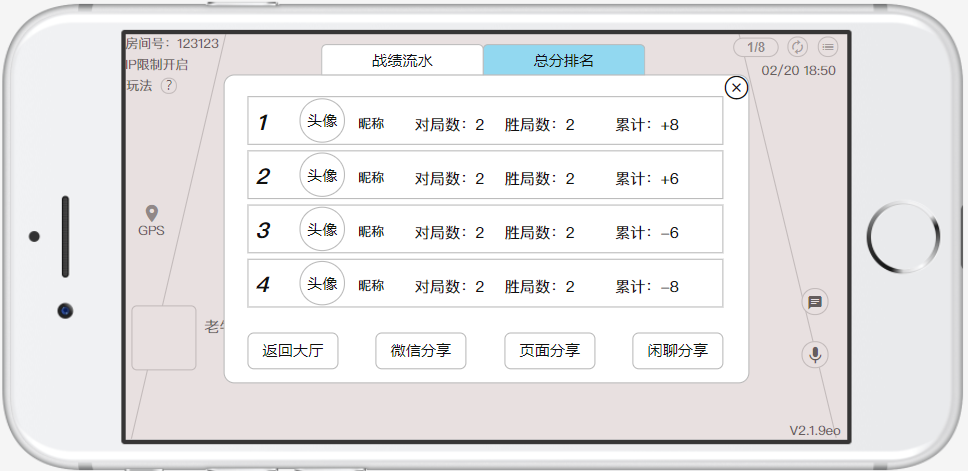 房间号：123123
IP限制开启
玩法 ?
1/8
02/20 18:50
战绩流水
总分排名
1 头像 昵称 对局数：2 胜局数：2 累计：+8
2 头像 昵称 对局数：2 胜局数：2 累计：+6
3 头像 昵称 对局数：2 胜局数：2 累计：–6
4 头像 昵称 对局数：2 胜局数：2 累计：–8
GPS
老
返回大厅
微信分享
页面分享
闲聊分享
V2.1.9eo